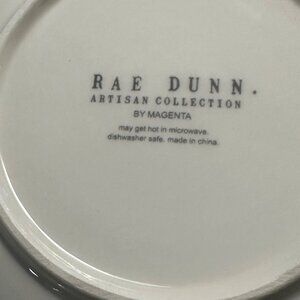 RAE DUNN.
ARTISAN COLLECTION
BY MAGENTA
may get hot in microwave.
dishwasher safe. made in china.